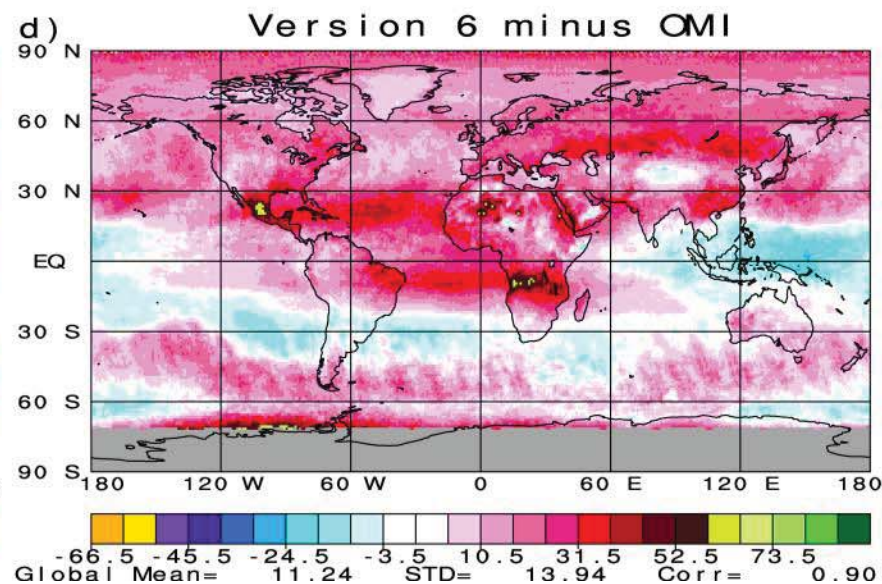 d) Version 6 minus OMI
90 N
60 N
30 N
EQ
30 S
60 S
90 S
180 120 W 60 W 0 60 E 120 E 180
-66.5 -45.5 -24.5 -3.5 10.5 31.5 52.5 73.5
Global Mean= 11.24 STD= 13.94 Corr= 0.90